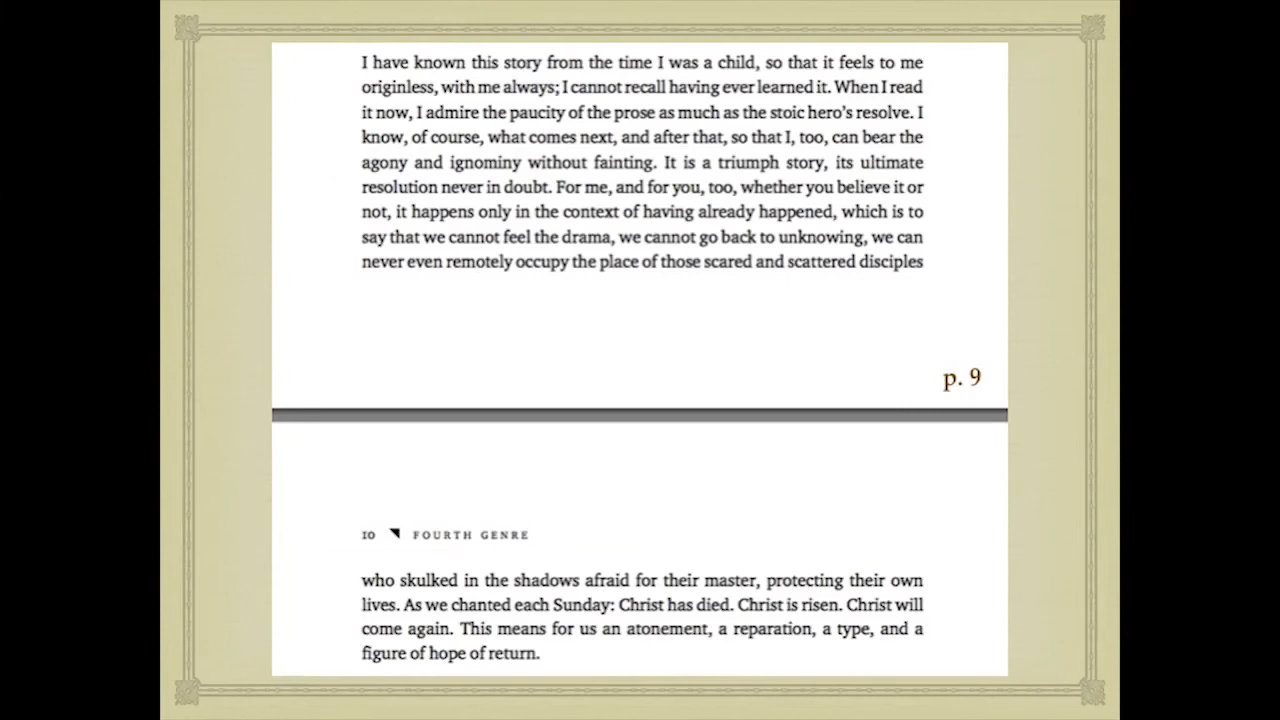 I have known this story from the time I was a child, so that it feels to me
originless, with me always; I cannot recall having ever learned it. When I read
it now, I admire the paucity of the prose as much as the stoic hero's resolve. I
know, of course, what comes next, and after that, so that I, too, can bear the
agony and ignominy without fainting. It is a triumph story, its ultimate
resolution never in doubt. For me, and for you, too, whether you believe it or
not, it happens only in the context of having already happened, which is to
say that we cannot feel the drama, we cannot go back to unknowing, we can
never even remotely occupy the place of those scared and scattered disciples
p. 9
10 FOURTH GENRE
who skulked in the shadows afraid for their master, protecting their own
lives. As we chanted each Sunday: Christ has died. Christ is risen. Christ will
come again. This means for us an atonement, a reparation, a type, and a
figure of hope of return.